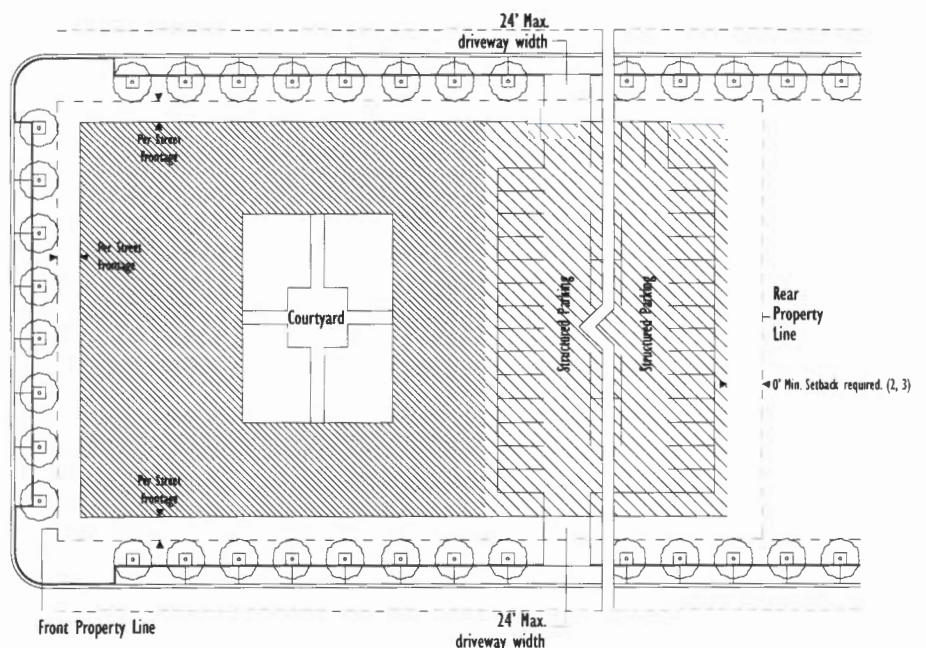 24' Max.
driveway width
Per Street
frontage
Per Street
frontage
Courtyard
Structured Parking
Structured Parking
Rear
Property
Line
0' Min. Setback required. (2, 3)
Per Street
frontage
Front Property Line
24' Max.
driveway width